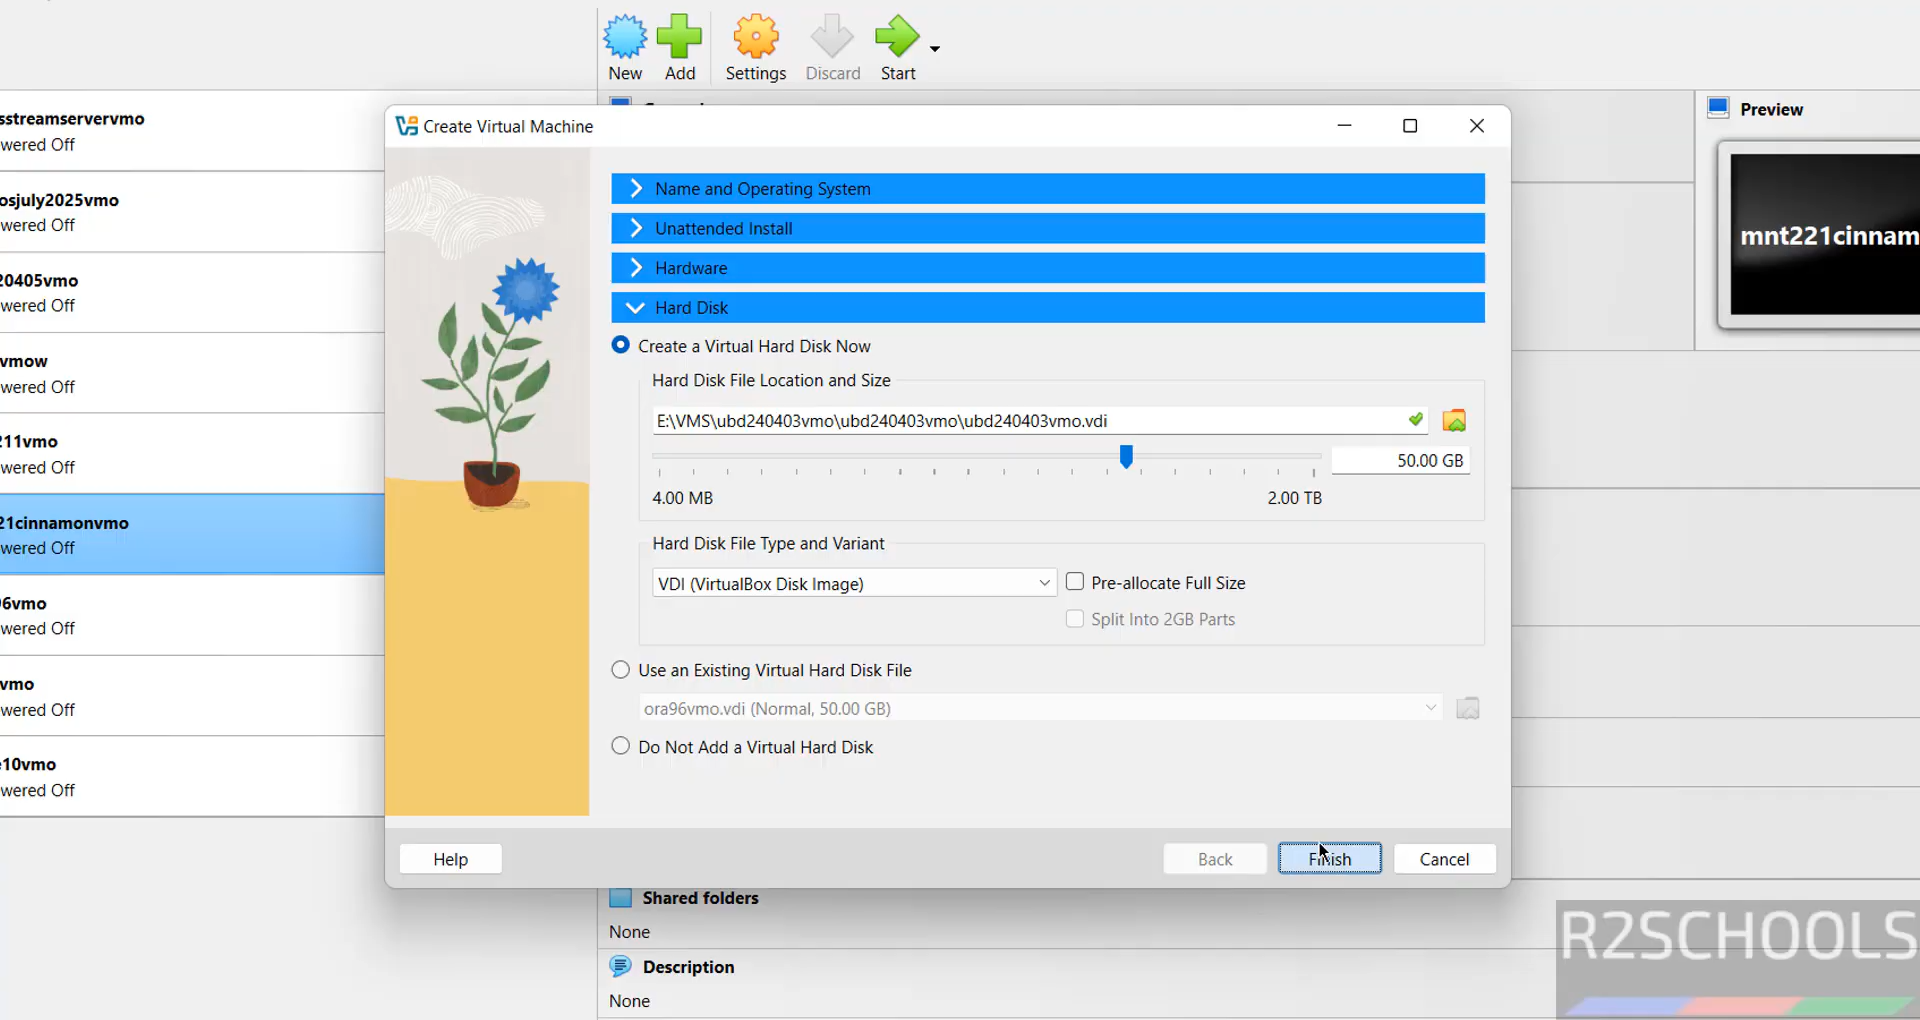 New Add Settings Discard Start
sstreamservervmo
wered Off
osjuly2025vmo
wered Off
20405vmo
wered Off
vmow
wered Off
211vmo
wered Off
21cinnamonvmo
wered Off
96vmo
wered Off
vmo
wered Off
10vmo
wered Off
Create Virtual Machine
Name and Operating System
Unattended Install
Hardware
Hard Disk
Create a Virtual Hard Disk Now
Hard Disk File Location and Size
E:\VMS\ubd240403vmo\ubd240403vmo\ubd240403vmo.vdi
50.00 GB
4.00 MB 2.00 TB
Hard Disk File Type and Variant
VDI (VirtualBox Disk Image) Pre-allocate Full Size
Split Into 2GB Parts
Use an Existing Virtual Hard Disk File
ora96vmo.vdi (Normal, 50.00 GB)
Do Not Add a Virtual Hard Disk
Help Back Finish Cancel
Preview
mnt221cinnam
Shared folders
None
Description
None
R2SCHOOLS